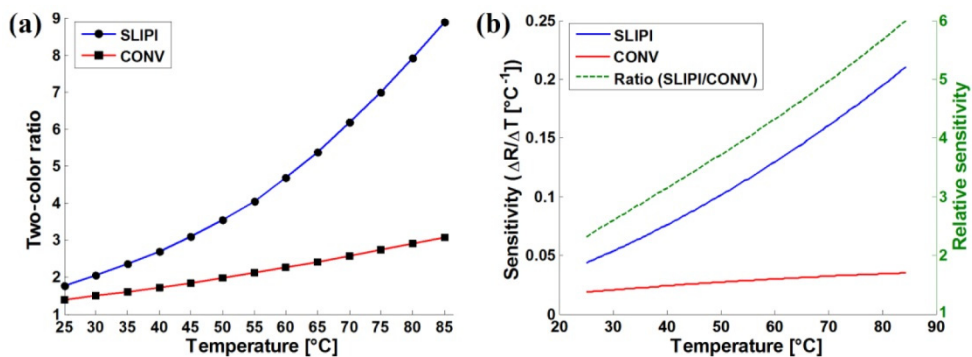 (a)
SLIPI
CONV
Two-color ratio
9
8
7
6
5
4
3
2
1
25 30 35 40 45 50 55 60 65 70 75 80 85
Temperature [°C]
(b)
SLIPI
CONV
Ratio (SLIPI/CONV)
Sensitivity (ΔR/ΔT [°C⁻¹])
0.25
0.2
0.15
0.1
0.05
0
6
5
4
3
2
1
Relative sensitivity
20 30 40 50 60 70 80 90
Temperature [°C]